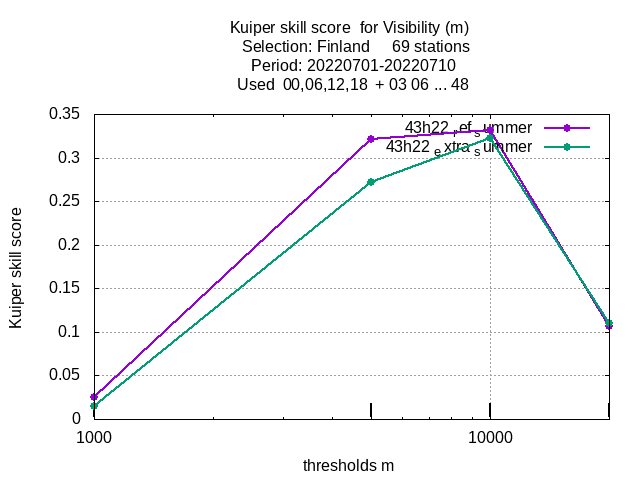 Kuiper skill score  for Visibility (m)
Selection: Finland     69 stations
Period: 20220701-20220710
Used  00,06,12,18  + 03 06 ... 48
0.35
0.3
0.25
0.2
0.15
0.1
0.05
0
43h22_ref_summer
43h22_extra_summer
Kuiper skill score
1000
10000
thresholds m